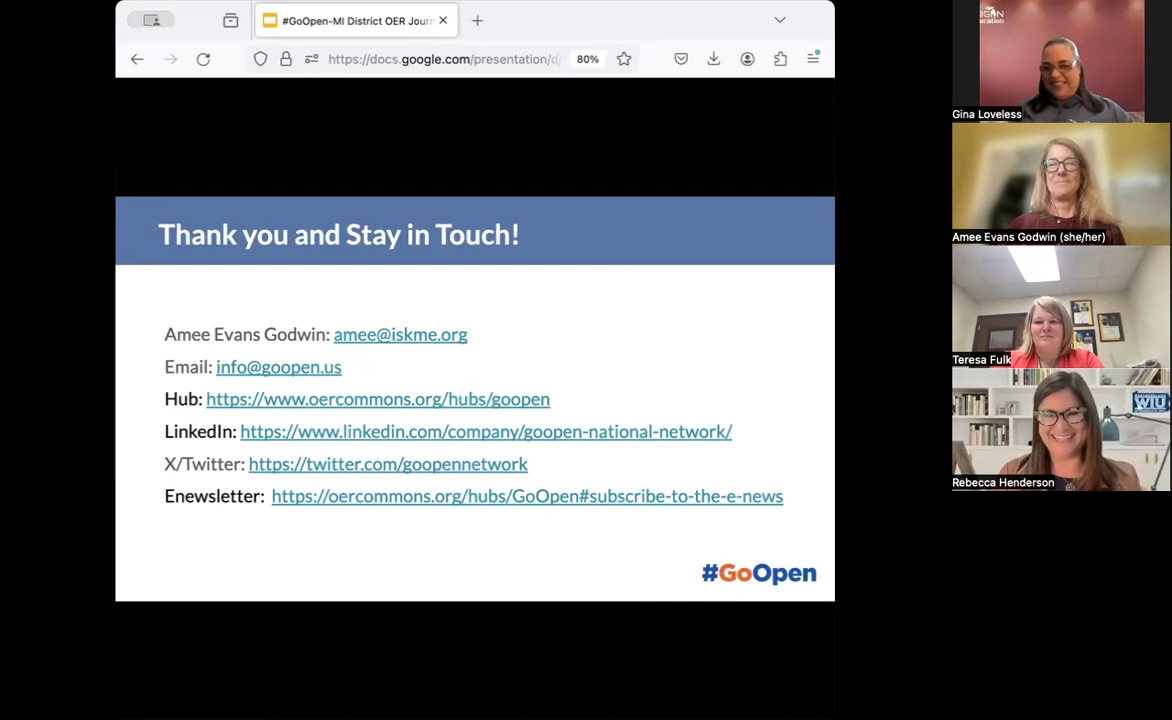 #GoOpen-MI District OER Journ
https://docs.google.com/presentation/d/
80%
Thank you and Stay in Touch!
Amee Evans Godwin: amee@iskme.org
Email: info@goopen.us
Hub: https://www.oercommons.org/hubs/goopen
LinkedIn: https://www.linkedin.com/company/goopen-national-network/
X/Twitter: https://twitter.com/goopennetwork
Enewsletter: https://oercommons.org/hubs/GoOpen#subscribe-to-the-e-news
#GoOpen
Gina Loveless
Amee Evans Godwin (she/her)
Teresa Fulk
WIU
Rebecca Henderson